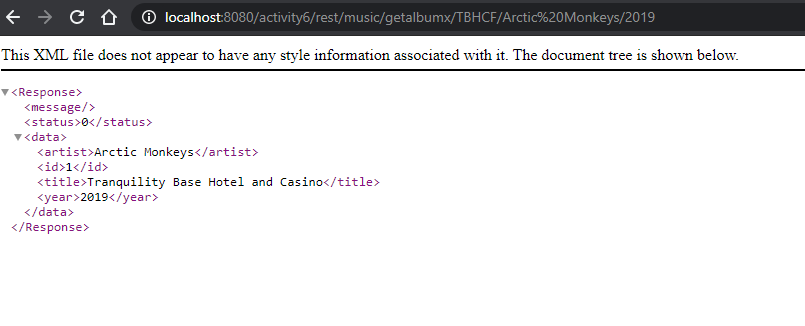 localhost:8080/activity6/rest/music/getalbumx/TBHCF/Arctic%20Monkeys/2019
This XML file does not appear to have any style information associated with it. The document tree is shown below.
<Response>
<message/>
<status>0</status>
<data>
<artist>Arctic Monkeys</artist>
<id>1</id>
<title>Tranquility Base Hotel and Casino</title>
<year>2019</year>
</data>
</Response>